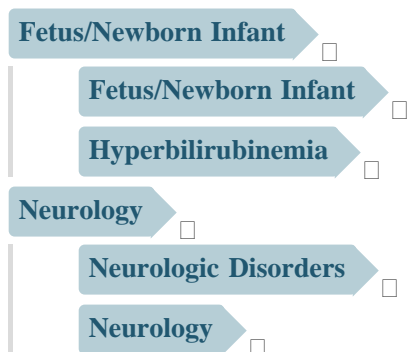 Fetus/Newborn Infant
Fetus/Newborn Infant
Hyperbilirubinemia
Neurology
Neurologic Disorders
Neurology